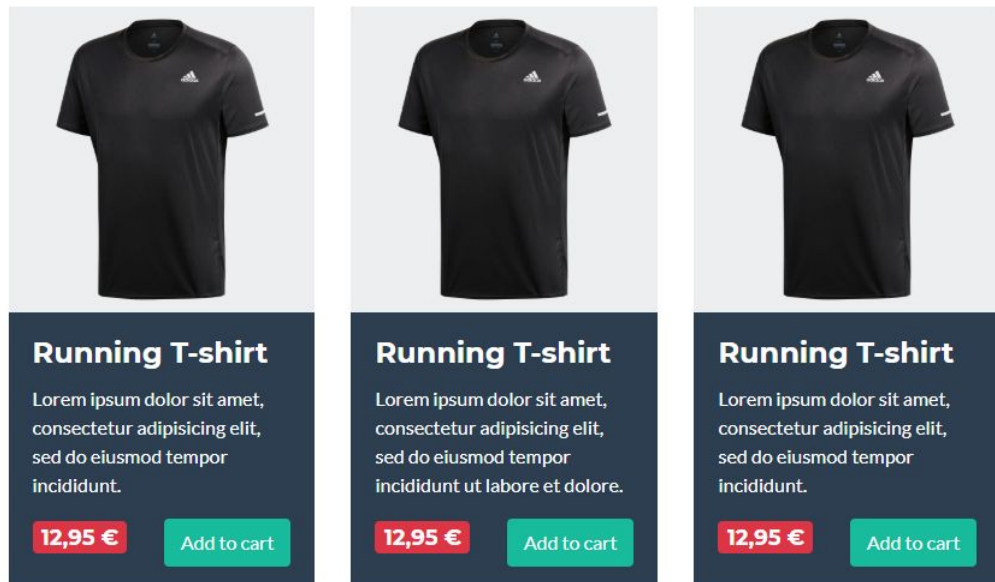 Running T-shirt
Lorem ipsum dolor sit amet,
consectetur adipisicing elit,
sed do eiusmod tempor
incididunt.
12,95 €
Add to cart
Running T-shirt
Lorem ipsum dolor sit amet,
consectetur adipisicing elit,
sed do eiusmod tempor
incididunt ut labore et dolore.
12,95 €
Add to cart
Running T-shirt
Lorem ipsum dolor sit amet,
consectetur adipisicing elit,
sed do eiusmod tempor
incididunt.
12,95 €
Add to cart